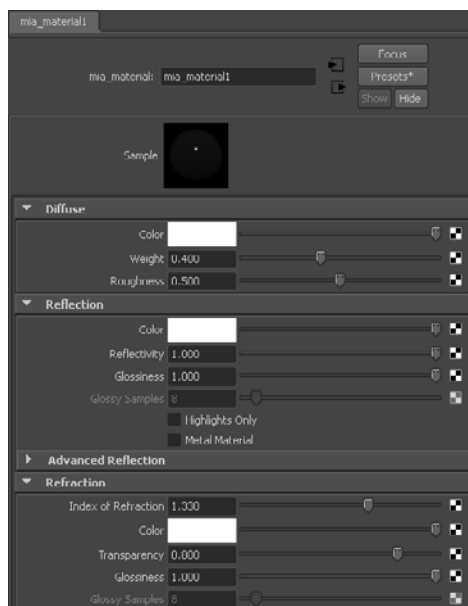 mia_material1
Focus
mia_material: mia_material1
Presets*
Show Hide
Sample
Diffuse
Color
Weight 0.400
Roughness 0.500
Reflection
Color
Reflectivity 1.000
Glossiness 1.000
Glossy Samples 8
Highlights Only
Metal Material
Advanced Reflection
Refraction
Index of Refraction 1.330
Color
Transparency 0.000
Glossiness 1.000
Glossy Samples 8